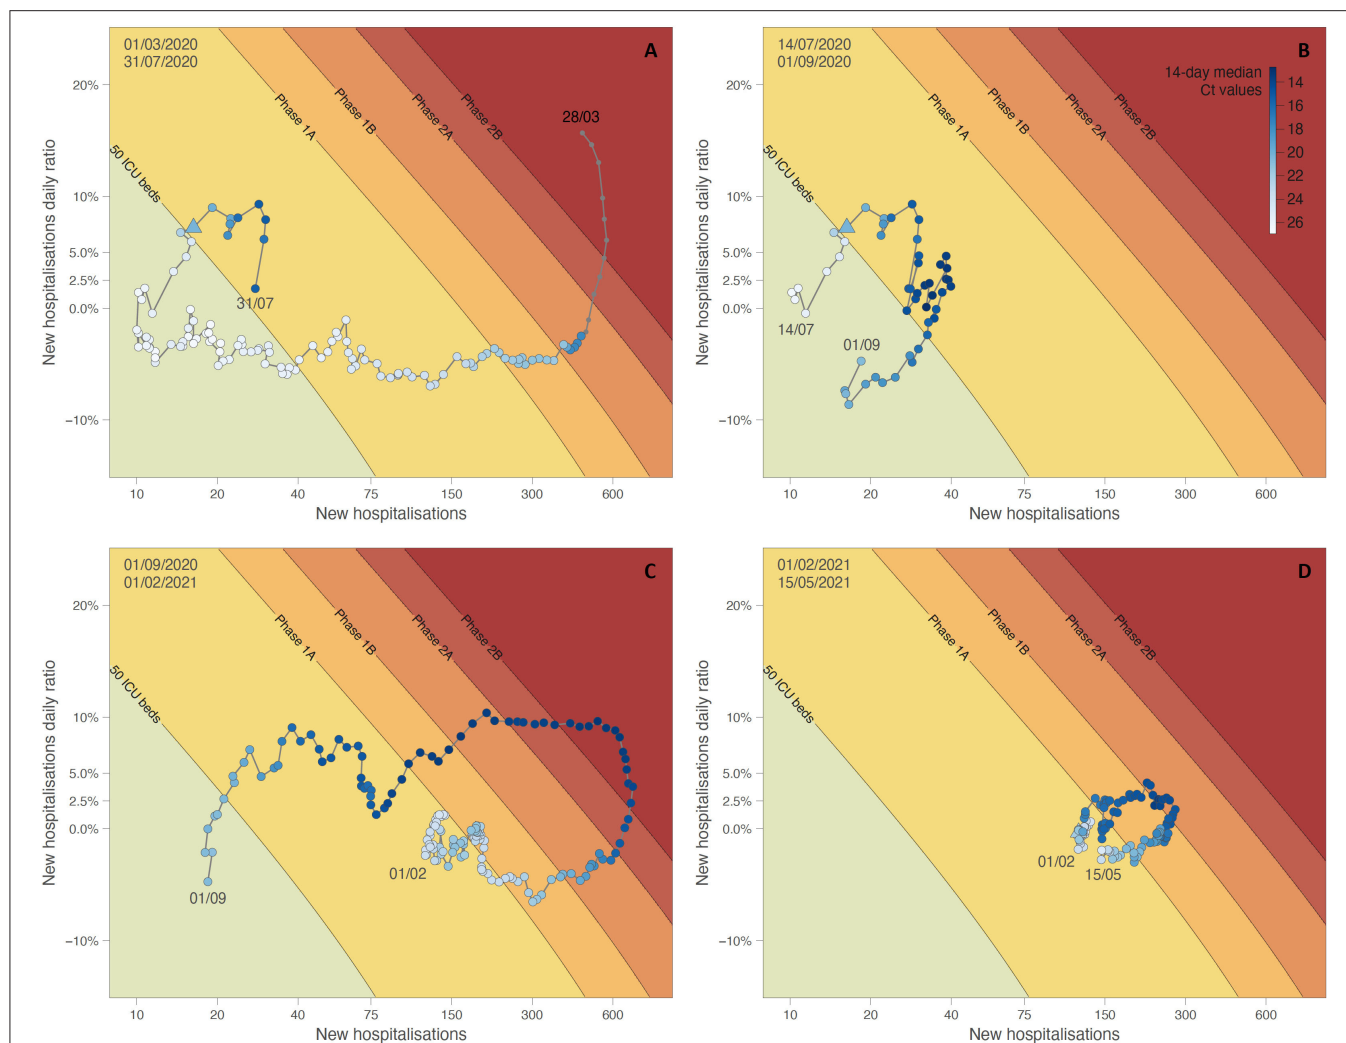 01/03/2020
31/07/2020
A
20%
10%
5.0%
2.5%
0.0%
−10%
New hospitalisations daily ratio
50 ICU beds
Phase 1A
Phase 1B
Phase 2A
Phase 2B
28/03
31/07
10
20
40
75
150
300
600
New hospitalisations
14/07/2020
01/09/2020
B
14-day median
Ct values
14
16
18
20
22
24
26
20%
10%
5.0%
2.5%
0.0%
−10%
New hospitalisations daily ratio
50 ICU beds
Phase 1A
Phase 1B
Phase 2A
Phase 2B
14/07
01/09
10
20
40
75
150
300
600
New hospitalisations
01/09/2020
01/02/2021
C
20%
10%
5.0%
2.5%
0.0%
−10%
New hospitalisations daily ratio
50 ICU beds
Phase 1A
Phase 1B
Phase 2A
Phase 2B
01/09
01/02
10
20
40
75
150
300
600
New hospitalisations
01/02/2021
15/05/2021
D
20%
10%
5.0%
2.5%
0.0%
−10%
New hospitalisations daily ratio
50 ICU beds
Phase 1A
Phase 1B
Phase 2A
Phase 2B
01/02
15/05
10
20
40
75
150
300
600
New hospitalisations